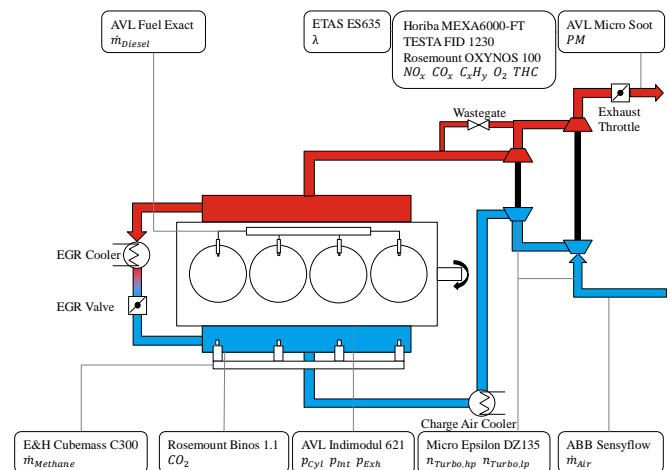 AVL Fuel Exact
ṁ_Diesel
ETAS ES635
λ
Horiba MEXA6000-FT
TESTA FID 1230
Rosemount OXYNOS 100
NO_x CO_x C_xH_y O_2 THC
AVL Micro Soot
PM
Wastegate
Exhaust
Throttle
EGR Cooler
EGR Valve
Charge Air Cooler
E&H Cubemass C300
ṁ_Methane
Rosemount Binos 1.1
CO_2
AVL Indimodul 621
p_Cyl p_Int p_Exh
Micro Epsilon DZ135
n_Turbo,hp n_Turbo,lp
ABB Sensyflow
ṁ_Air